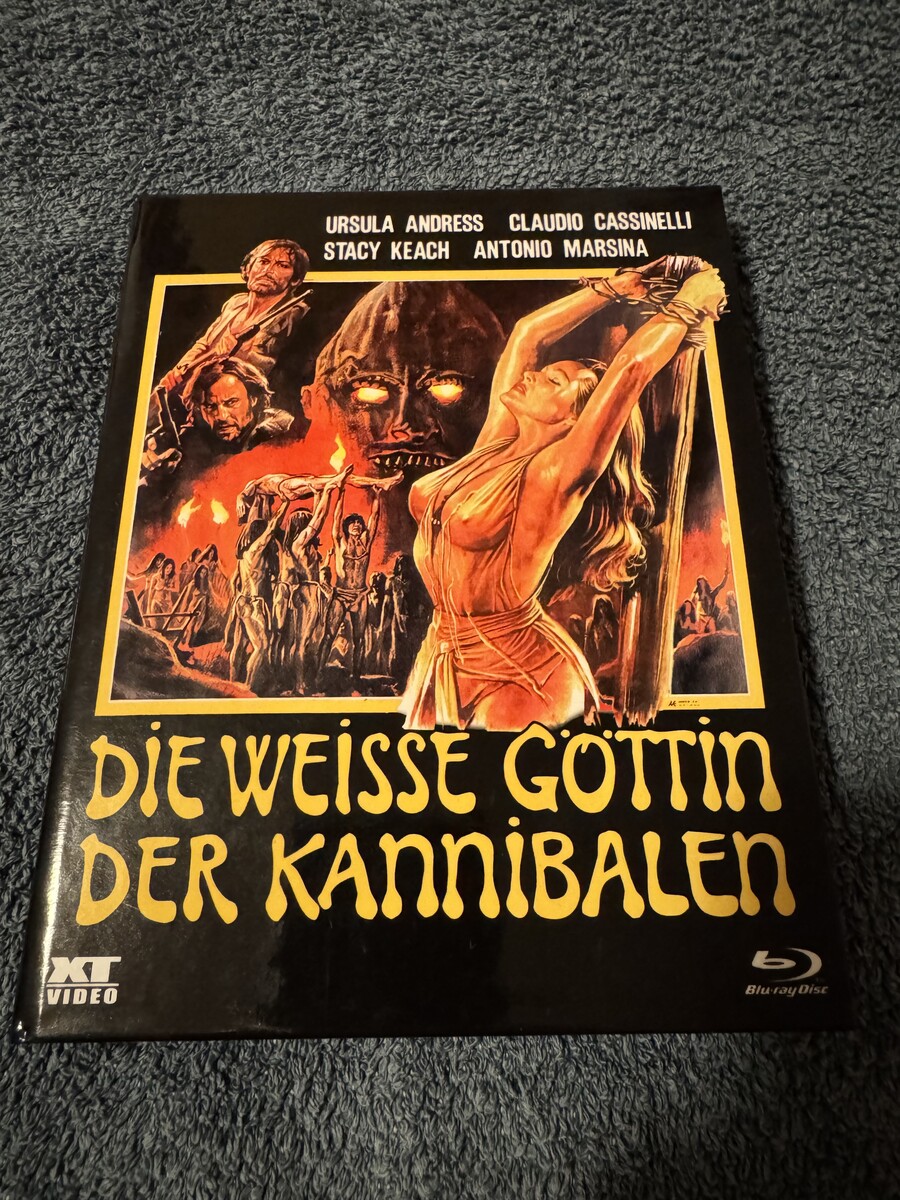 URSULA ANDRESS CLAUDIO CASSINELLI
STACY KEACH ANTONIO MARSINA
DIE WEISSE GÖTTIN
DER KANNIBALEN
XT
VIDEO
Blu-ray Disc